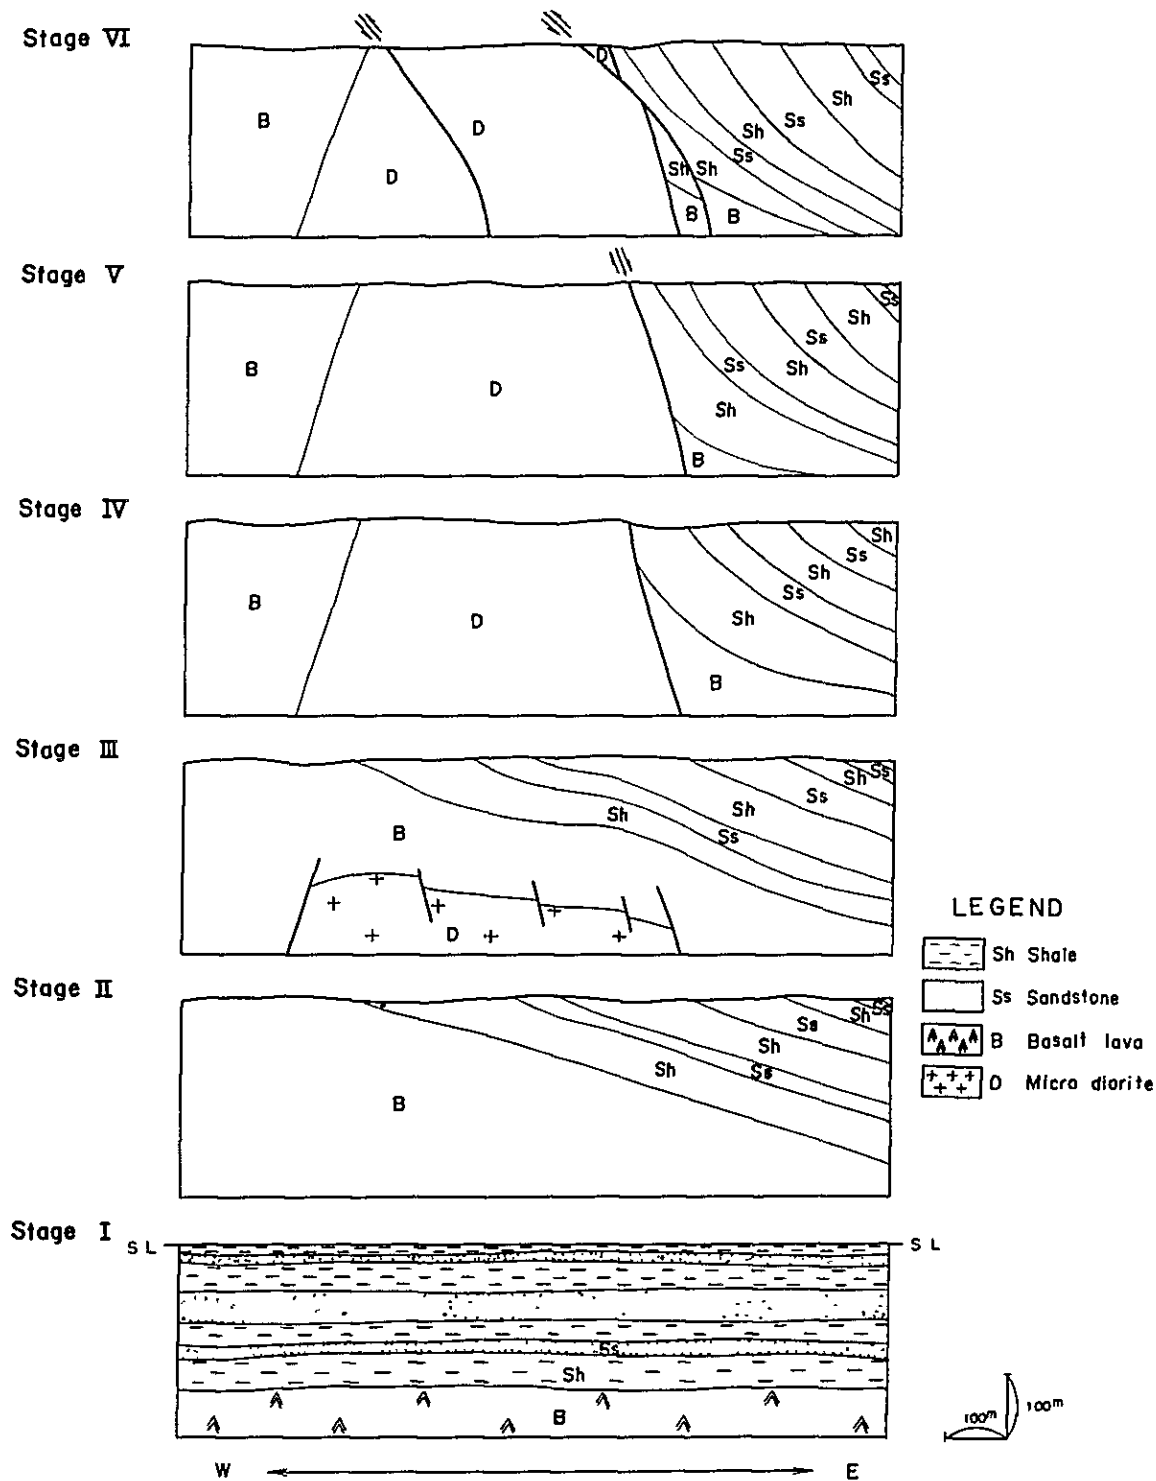 Stage VI
B
D
D
D
Sh
Sh
B
B
Ss
Sh
Ss
Sh
Ss
Stage V
B
D
B
Sh
Ss
Sh
Ss
Sh
Ss
Stage IV
B
D
B
Sh
Ss
Sh
Ss
Sh
Stage III
B
D
Sh
Ss
Sh
Ss
Sh
Ss
LEGEND
Sh Shale
Ss Sandstone
B Basalt lava
D Micro diorite
Stage II
B
Sh
Ss
Sh
Ss
Sh
Ss
Stage I
S L
S L
Ss
Sh
B
100m
100m
W E